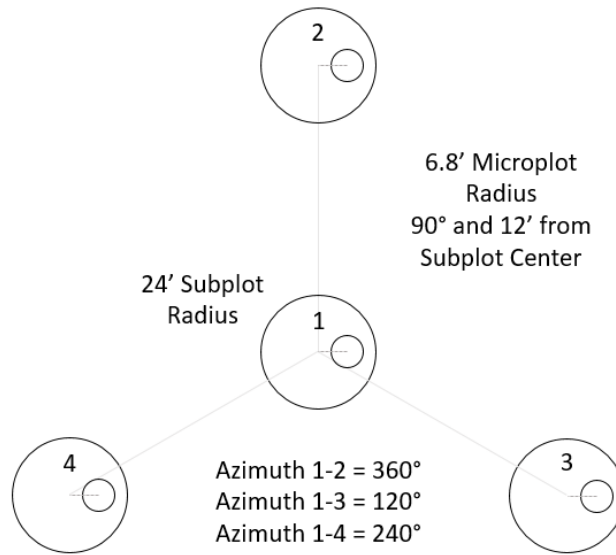 2
6.8’ Microplot
Radius
90° and 12’ from
Subplot Center
24’ Subplot
Radius
1
4
3
Azimuth 1-2 = 360°
Azimuth 1-3 = 120°
Azimuth 1-4 = 240°